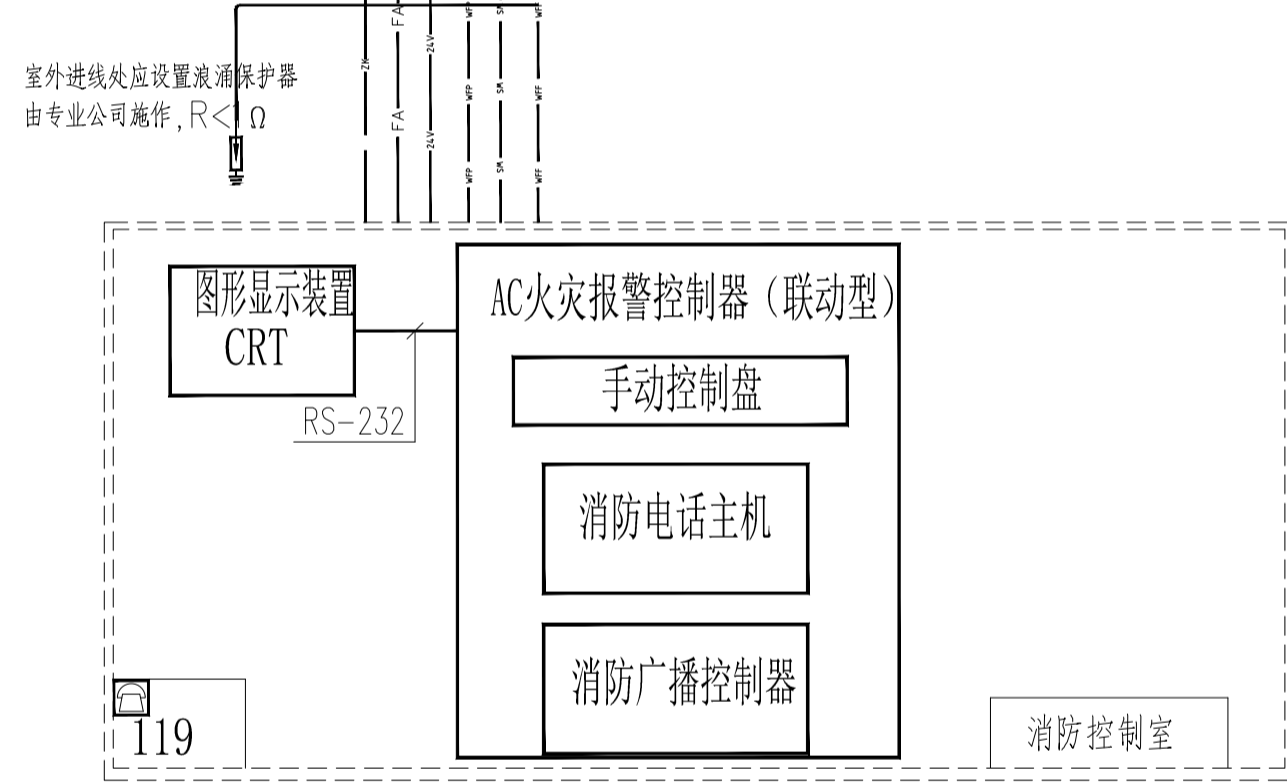 FA
WFP
SM
WFF
24V
ZK
室外进线处应设置浪涌保护器
由专业公司施作,R<1Ω
WFP
SM
WFF
FA
24V
WFP
SM
WFF
图形显示装置
CRT
AC火灾报警控制器（联动型）
手动控制盘
RS-232
消防电话主机
消防广播控制器
119
消防控制室